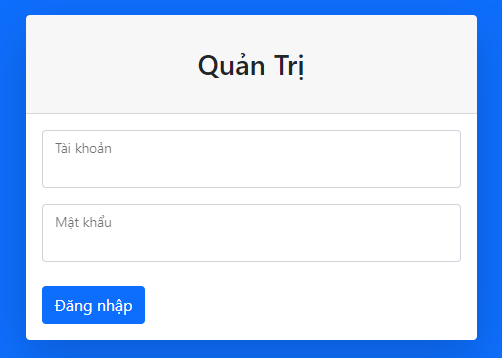 Quản Trị
Tài khoản
Mật khẩu
Đăng nhập